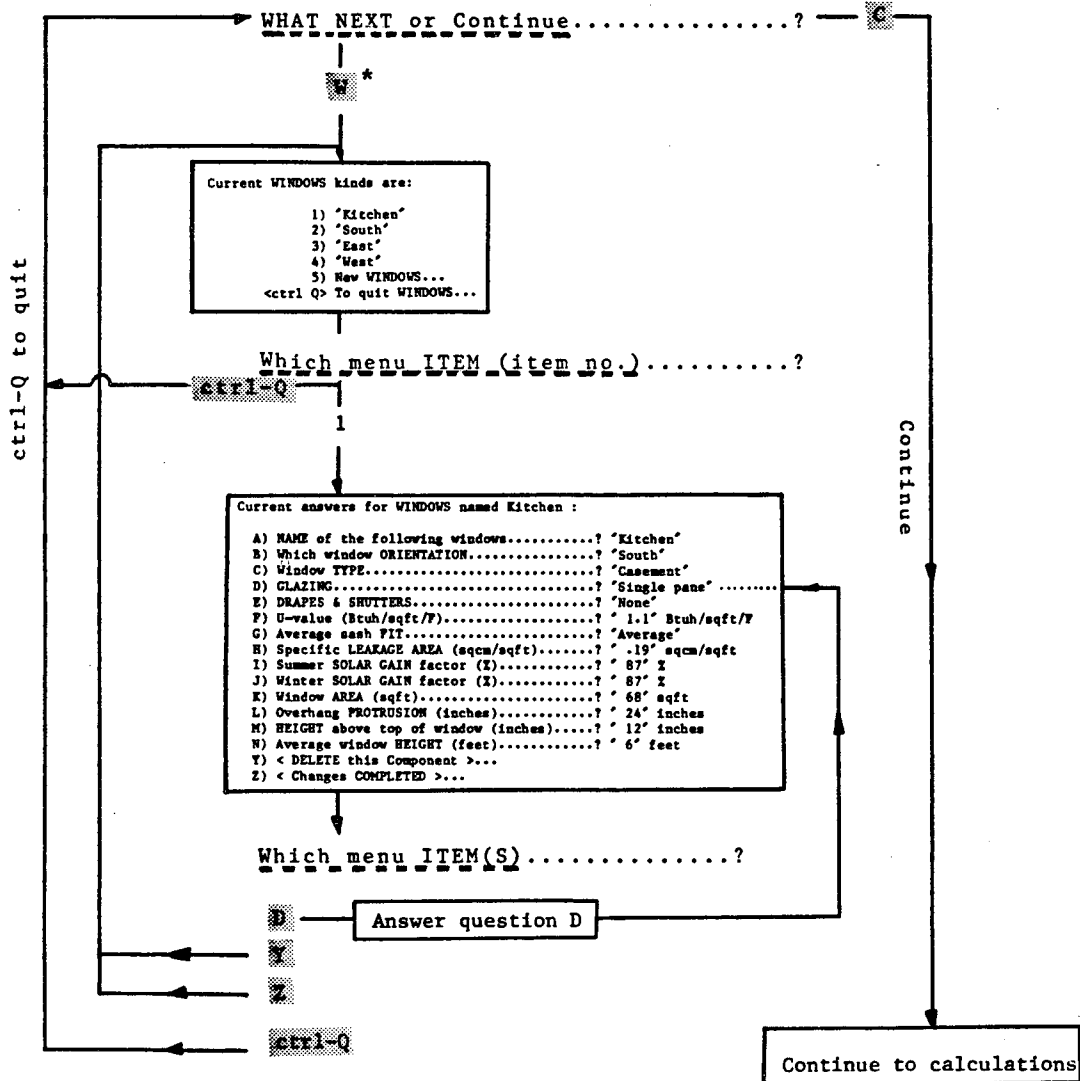 WHAT NEXT or Continue..............? C
W *
Current WINDOWS kinds are:
1) "Kitchen"
2) "South"
3) "East"
4) "West"
5) New WINDOWS...
<ctrl Q> To quit WINDOWS...
ctrl-Q to quit
Which menu ITEM (item no.)..........?
ctrl-Q
1
Continue
Current answers for WINDOWS named Kitchen :
A) NAME of the following windows...........? "Kitchen"
B) Which window ORIENTATION................? "South"
C) Window TYPE.............................? "Casement"
D) GLAZING.................................? "Single pane" ........
E) DRAPES & SHUTTERS.......................? "None"
F) U-value (Btuh/sqft/F)...................? " 1.1" Btuh/sqft/F
G) Average sash FIT........................? "Average"
H) Specific LEAKAGE AREA (sqcm/sqft).......? " .19" sqcm/sqft
I) Summer SOLAR GAIN factor (%)............? " 87" %
J) Winter SOLAR GAIN factor (%)............? " 87" %
K) Window AREA (sqft)......................? " 68" sqft
L) Overhang PROTRUSION (inches)............? " 24" inches
M) HEIGHT above top of window (inches).....? " 12" inches
N) Average window HEIGHT (feet)............? " 6" feet
Y) < DELETE this Component >...
Z) < Changes COMPLETED >...
Which menu ITEM(S)..............?
D Answer question D
Y
Z
ctrl-Q
Continue to calculations